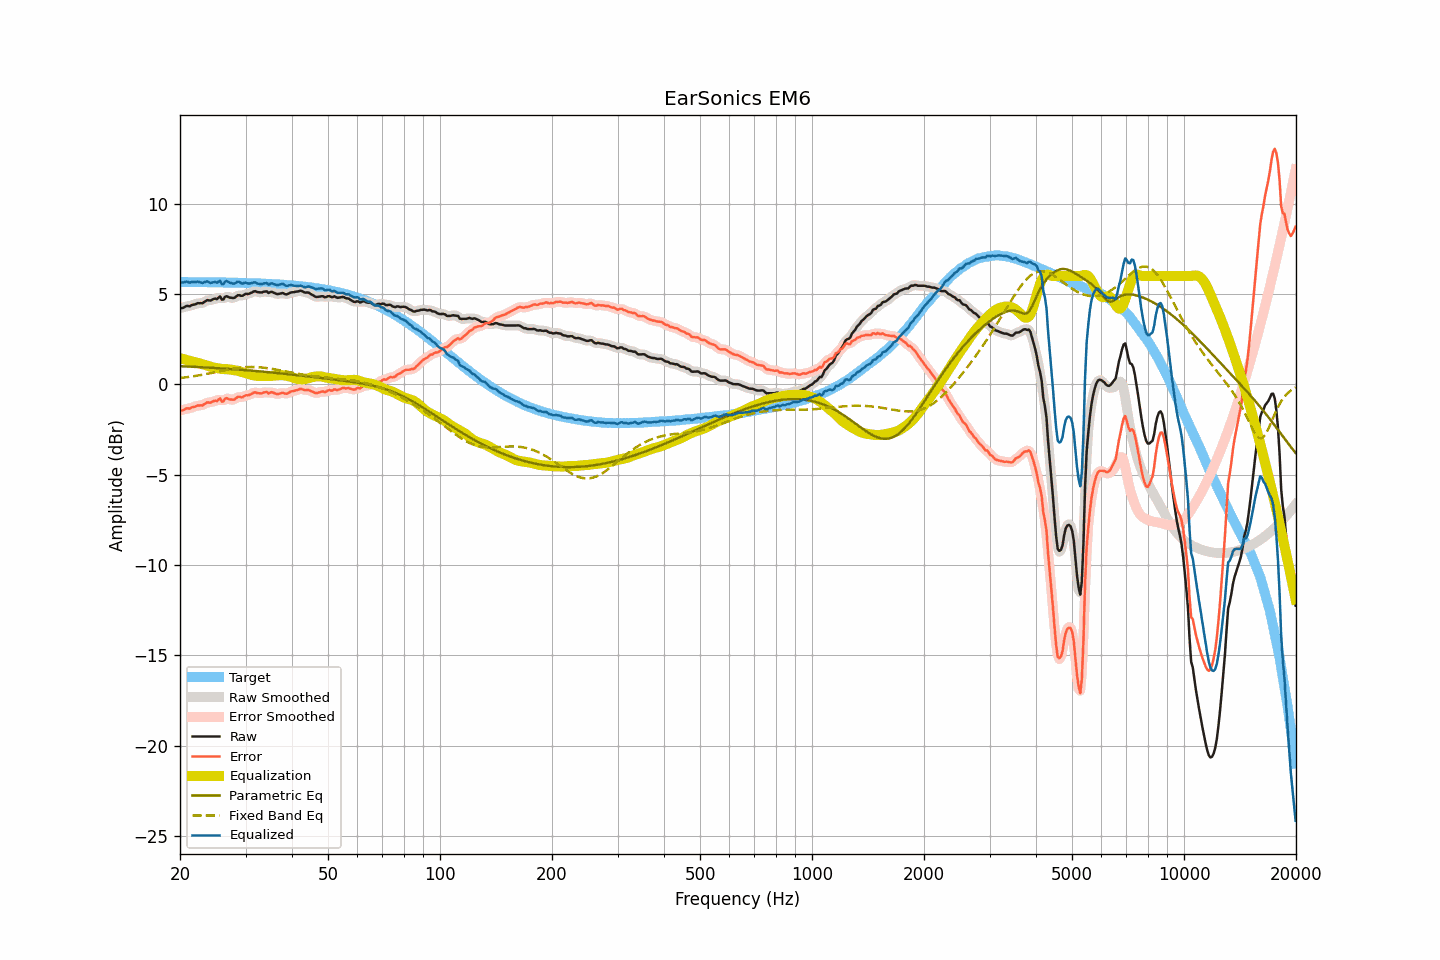 EarSonics EM6
Amplitude (dBr)
10
5
0
−5
−10
−15
−20
−25
Target
Raw Smoothed
Error Smoothed
Raw
Error
Equalization
Parametric Eq
Fixed Band Eq
Equalized
20 50 100 200 500 1000 2000 5000 10000 20000
Frequency (Hz)